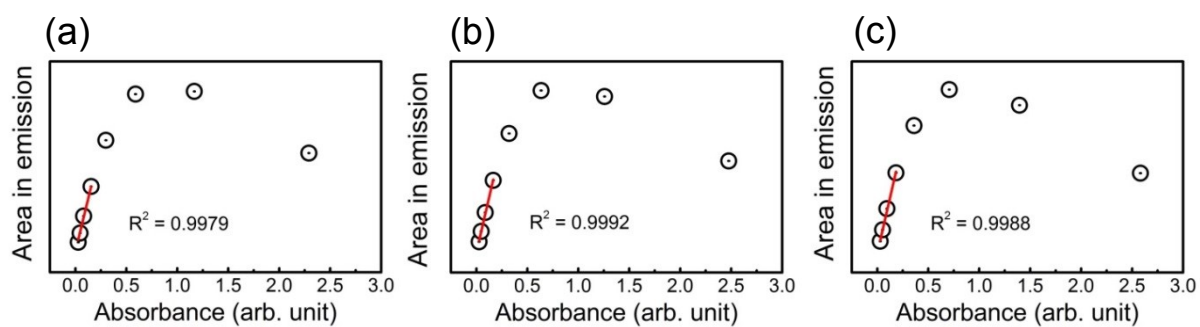 (a)
Area in emission
R² = 0.9979
0.0 0.5 1.0 1.5 2.0 2.5 3.0
Absorbance (arb. unit)
(b)
Area in emission
R² = 0.9992
0.0 0.5 1.0 1.5 2.0 2.5 3.0
Absorbance (arb. unit)
(c)
Area in emission
R² = 0.9988
0.0 0.5 1.0 1.5 2.0 2.5 3.0
Absorbance (arb. unit)